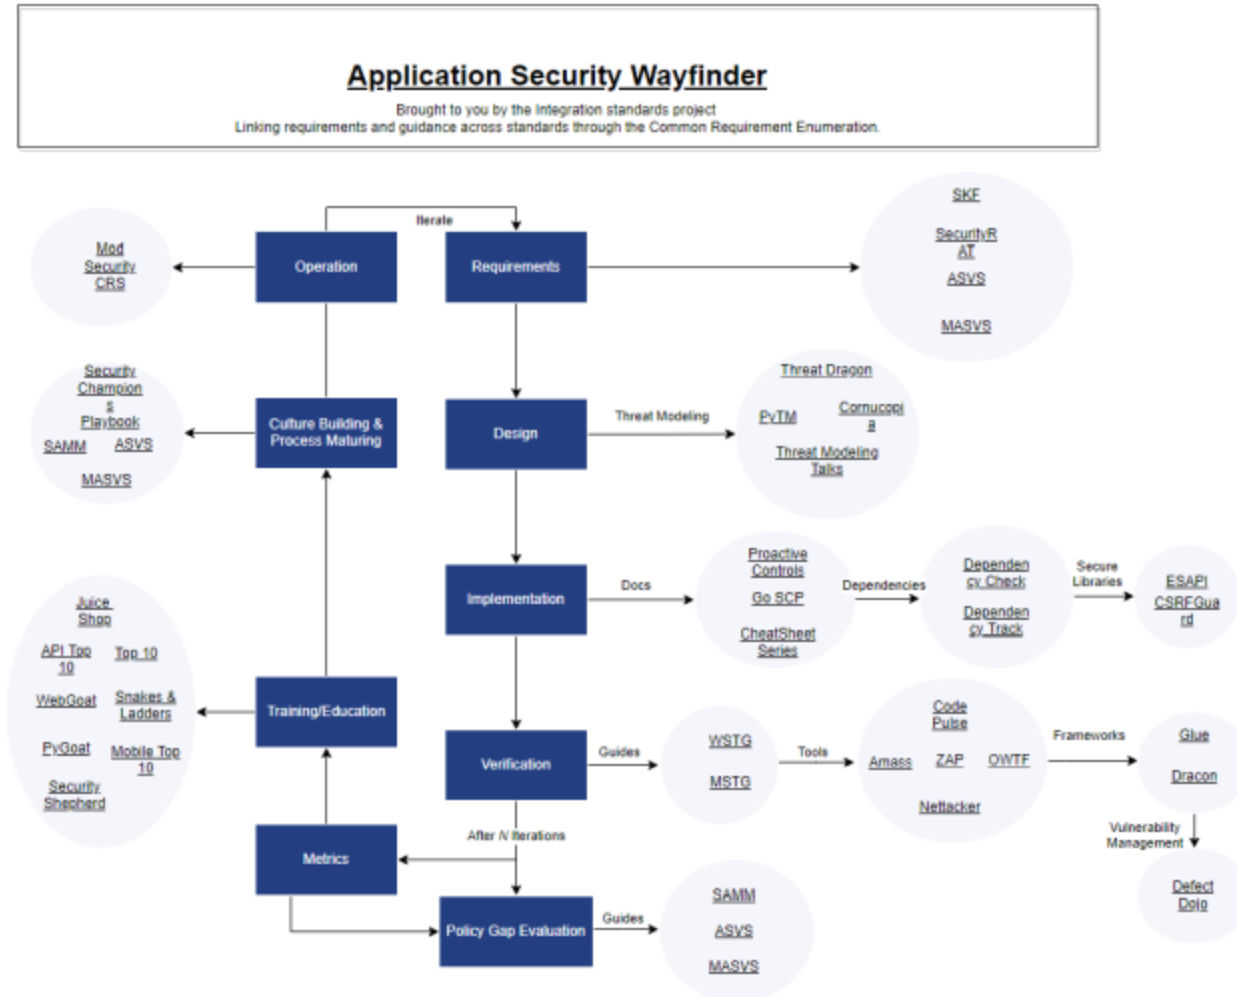 Application Security Wayfinder
Brought to you by the Integration standards project
Linking requirements and guidance across standards through the Common Requirement Enumeration.
Iterate
Operation
Requirements
Mod
Security
CRS
SKF
SecurityR
AT
ASVS
MASVS
Security
Champion
s
Playbook
SAMM
ASVS
MASVS
Culture Building &
Process Maturing
Design
Threat Modeling
Threat Dragon
PyTM
Cornucopi
a
Threat Modeling
Talks
Implementation
Docs
Proactive
Controls
Go SCP
CheatSheet
Series
Dependencies
Dependen
cy Check
Dependen
cy Track
Secure
Libraries
ESAPI
CSRFGua
rd
Juice
Shop
API Top
10
Top 10
WebGoat
Snakes &
Ladders
PyGoat
Mobile Top
10
Security
Shepherd
Training/Education
Verification
Guides
WSTG
MSTG
Tools
Code
Pulse
Amass
ZAP
OWTF
Nettacker
Frameworks
Glue
Dracon
Vulnerability
Management
Defect
Dojo
After N Iterations
Metrics
Policy Gap Evaluation
Guides
SAMM
ASVS
MASVS